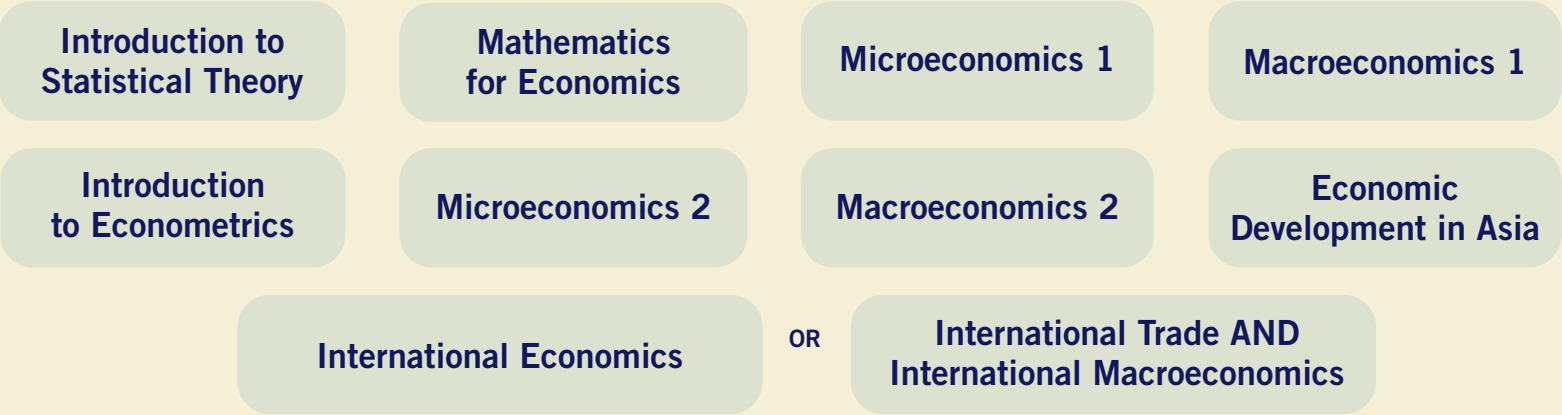 Introduction to
Statistical Theory
Mathematics
for Economics
Microeconomics 1
Macroeconomics 1
Introduction
to Econometrics
Microeconomics 2
Macroeconomics 2
Economic
Development in Asia
International Economics
OR
International Trade AND
International Macroeconomics